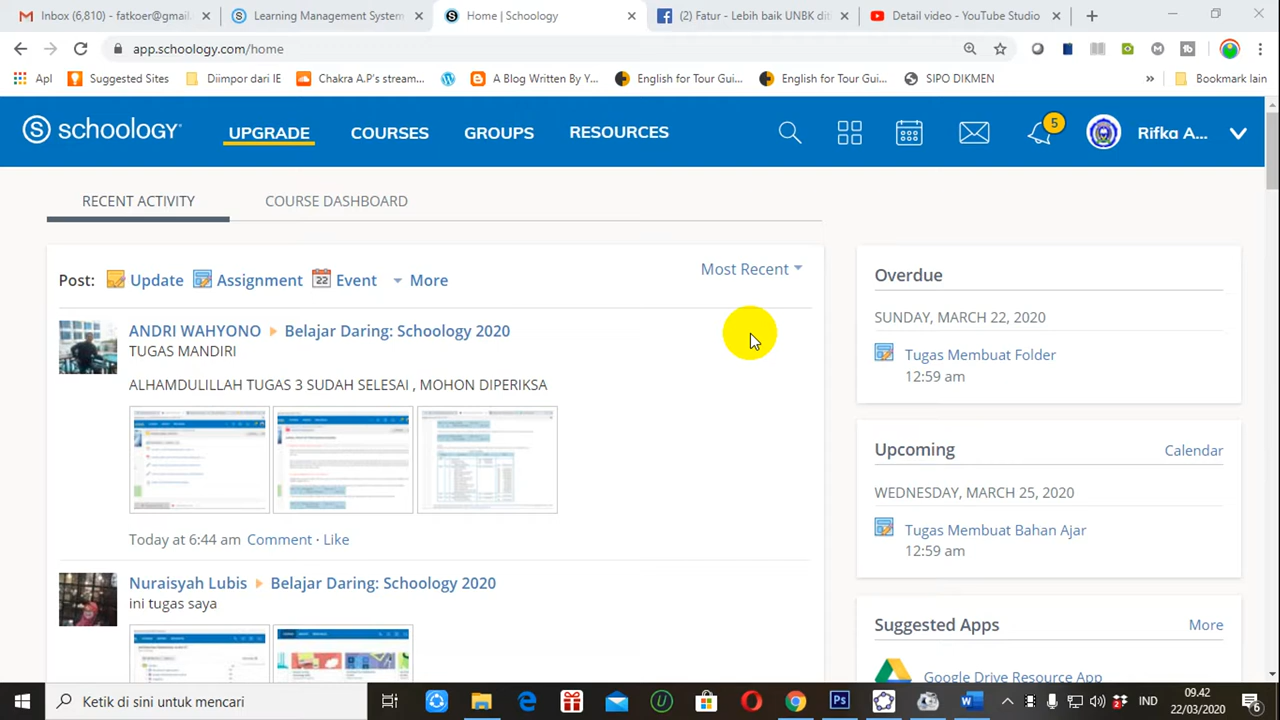 Inbox (6,810) - fatkoer@gmail.
Learning Management System
Home | Schoology
(2) Fatur - Lebih baik UNBK diti
Detail video - YouTube Studio
app.schoology.com/home
Apl
Suggested Sites
Diimpor dari IE
Chakra A.P's stream...
A Blog Written By Y...
English for Tour Gui...
English for Tour Gui...
SIPO DIKMEN
»
Bookmark lain
S schoology
UPGRADE
COURSES
GROUPS
RESOURCES
5
Rifka A...
RECENT ACTIVITY
COURSE DASHBOARD
Post:
Update
Assignment
22
Event
More
Most Recent
ANDRI WAHYONO
Belajar Daring: Schoology 2020
TUGAS MANDIRI
ALHAMDULILLAH TUGAS 3 SUDAH SELESAI , MOHON DIPERIKSA
Today at 6:44 am Comment · Like
Nuraisyah Lubis
Belajar Daring: Schoology 2020
ini tugas saya
Overdue
SUNDAY, MARCH 22, 2020
Tugas Membuat Folder
12:59 am
Upcoming
Calendar
WEDNESDAY, MARCH 25, 2020
Tugas Membuat Bahan Ajar
12:59 am
Suggested Apps
More
Google Drive Resource App
Ketik di sini untuk mencari
Ps
IND
09.42
22/03/2020
6